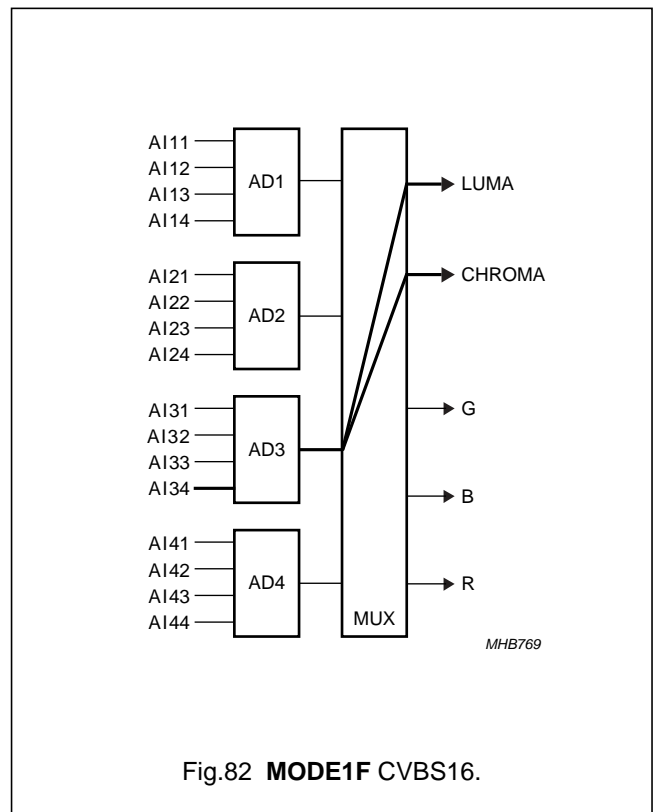 AI11
AI12
AI13
AI14
AD1
AI21
AI22
AI23
AI24
AD2
AI31
AI32
AI33
AI34
AD3
AI41
AI42
AI43
AI44
AD4
MUX
LUMA
CHROMA
G
B
R
MHB769
Fig.82 MODE1F CVBS16.